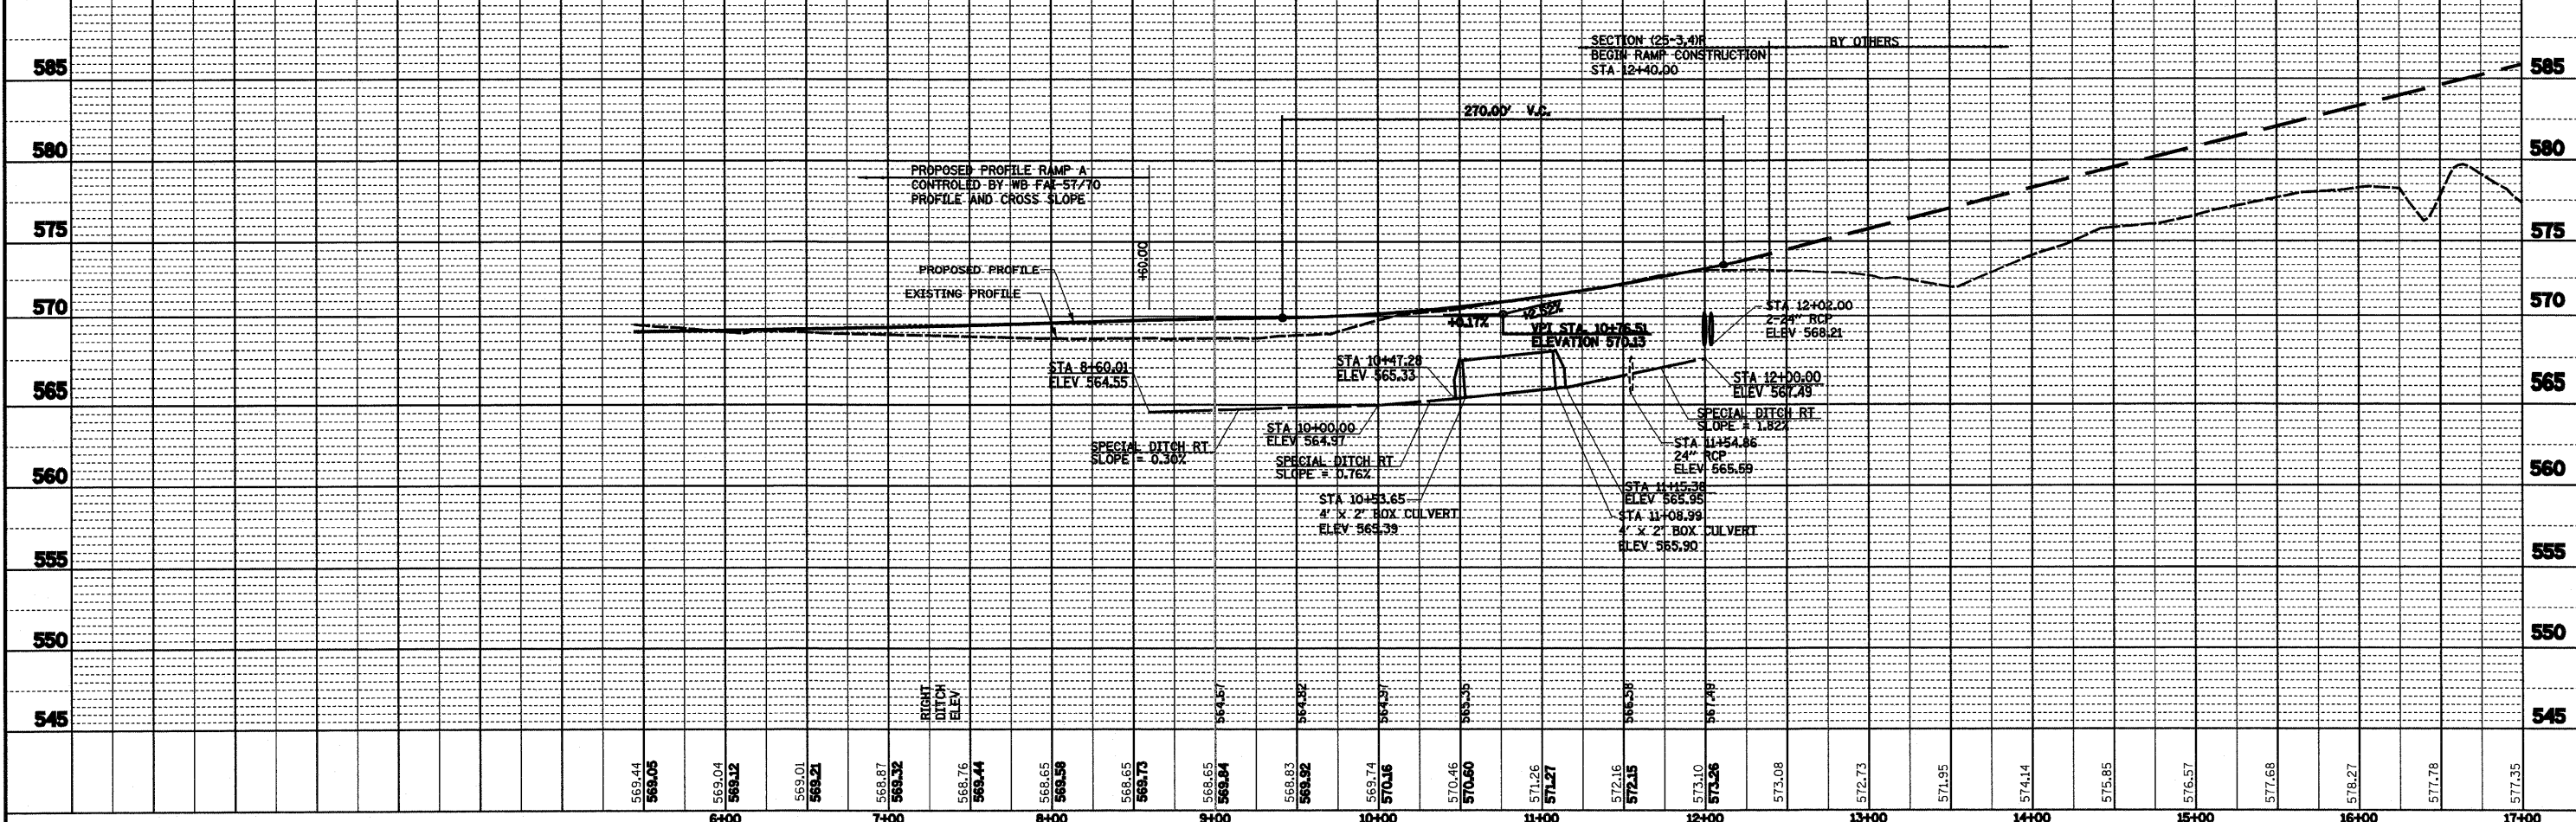 SECTION (25-3,4)R
BEGIN RAMP CONSTRUCTION
STA 12+40.00
BY OTHERS
585
585
270.00' V.C.
580
580
PROPOSED PROFILE RAMP A
CONTROLED BY WB FAI-57/70
PROFILE AND CROSS SLOPE
575
575
+60.00
PROPOSED PROFILE
EXISTING PROFILE
570
570
+0.17%
+2.52%
VPI STA. 10+76.51
ELEVATION 570.13
STA 12+02.00
2-24" RCP
ELEV 568.21
STA 8+60.01
ELEV 564.55
STA 10+47.28
ELEV 565.33
STA 12+00.00
ELEV 567.49
565
565
SPECIAL DITCH RT
SLOPE = 1.82%
STA 10+00.00
ELEV 564.97
SPECIAL DITCH RT
SLOPE = 0.30%
SPECIAL DITCH RT
SLOPE = 0.76%
STA 11+54.86
24" RCP
ELEV 565.59
560
560
STA 10+53.65
4' x 2' BOX CULVERT
ELEV 565.39
STA 11+15.38
ELEV 565.95
STA 11+08.99
4' x 2' BOX CULVERT
ELEV 565.90
555
555
550
550
545
545
RIGHT
DITCH
ELEV
564.67
564.82
564.97
565.35
566.58
567.49
569.44
569.05
569.04
569.12
569.01
569.21
568.87
569.32
568.76
569.44
568.65
569.58
568.65
569.73
568.65
569.84
568.83
569.92
569.74
570.16
570.46
570.60
571.26
571.27
572.16
572.15
573.10
573.26
573.08
572.73
571.95
574.14
575.85
576.57
577.68
578.27
577.78
577.35
6+00
7+00
8+00
9+00
10+00
11+00
12+00
13+00
14+00
15+00
16+00
17+00